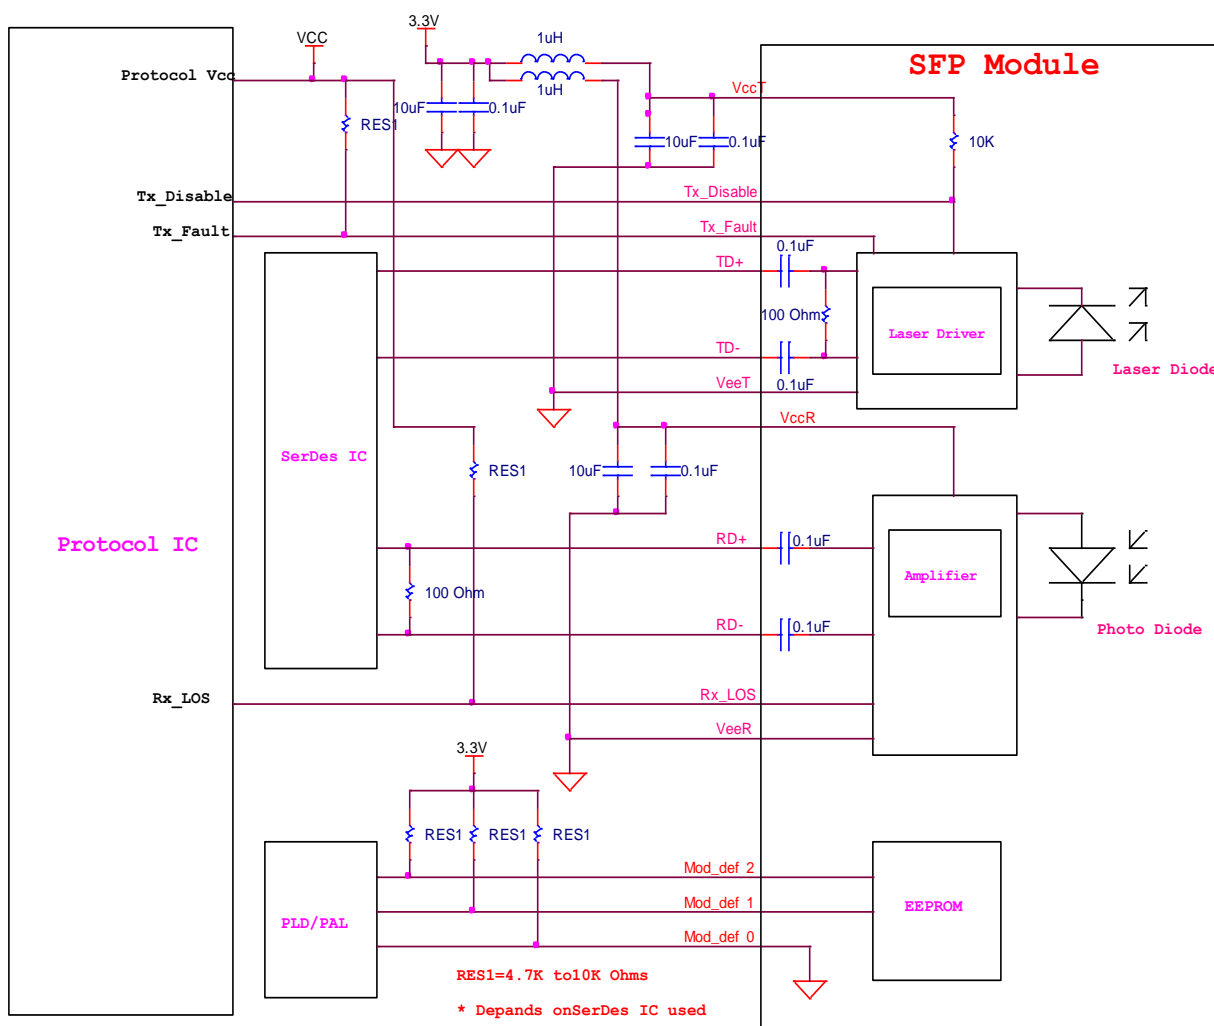 3.3V
VCC
1uH
SFP Module
Protocol Vcc
1uH
VccT
10uF
0.1uF
RES1
10uF
0.1uF
10K
Tx_Disable
Tx_Disable
Tx_Fault
Tx_Fault
0.1uF
TD+
100 Ohm
Laser Driver
TD-
Laser Diode
VeeT
0.1uF
VccR
SerDes IC
RES1
10uF
0.1uF
Protocol IC
RD+
0.1uF
Amplifier
100 Ohm
RD-
0.1uF
Photo Diode
Rx_LOS
Rx_LOS
VeeR
3.3V
RES1
RES1
RES1
Mod_def 2
Mod_def 1
EEPROM
PLD/PAL
Mod_def 0
RES1=4.7K to10K Ohms
* Depands onSerDes IC used